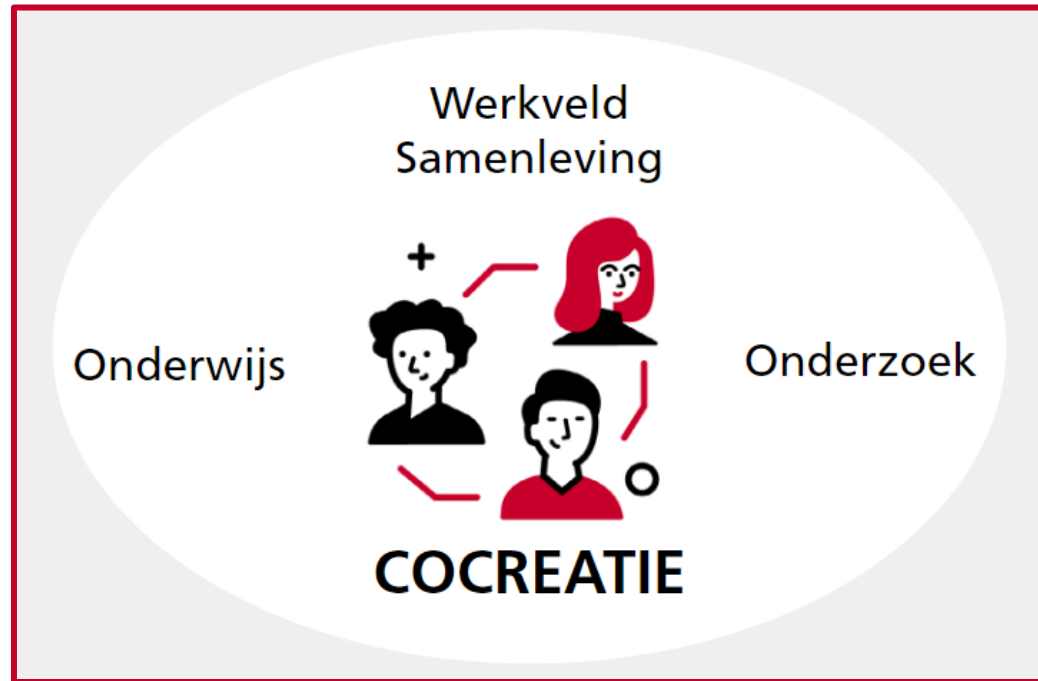 Werkveld
Samenleving
Onderwijs
Onderzoek
COCREATIE